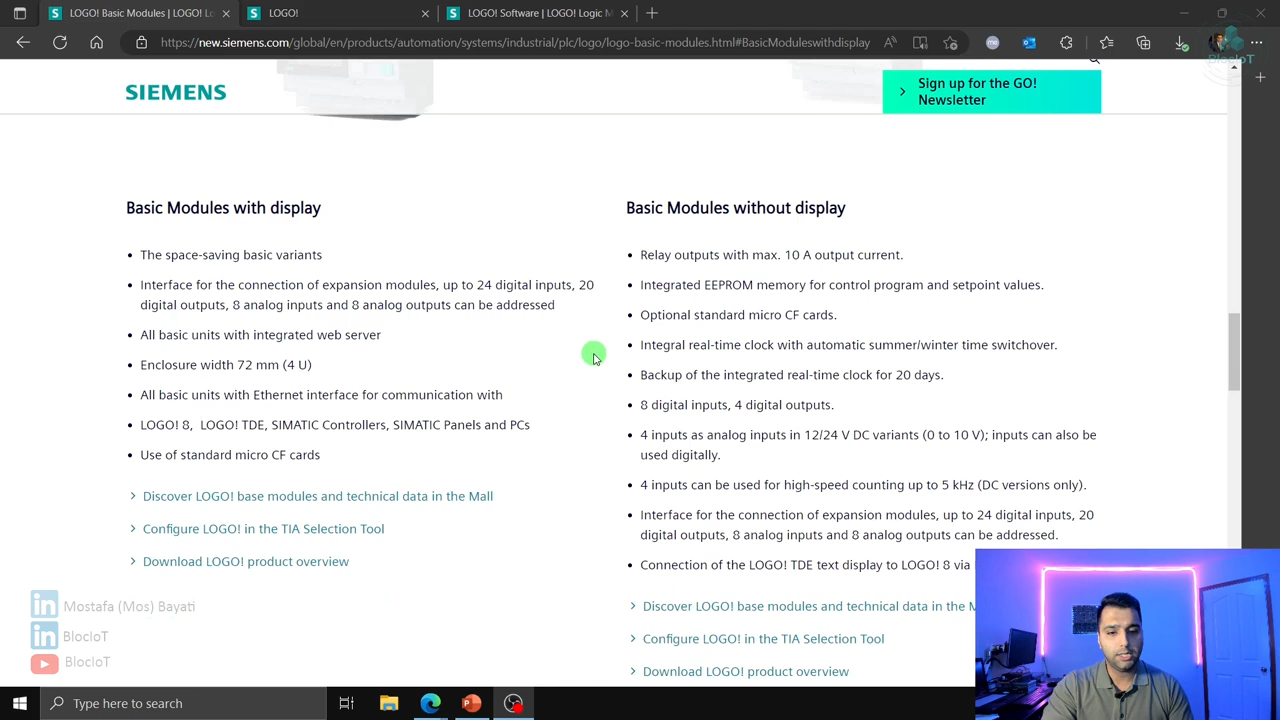 LOGO! Basic Modules | LOGO! Lo
LOGO!
LOGO! Software | LOGO! Logic M
https://new.siemens.com/global/en/products/automation/systems/industrial/plc/logo/logo-basic-modules.html#BasicModuleswithdisplay
BlocIoT
SIEMENS
Sign up for the GO!
Newsletter
Basic Modules with display
• The space-saving basic variants
• Interface for the connection of expansion modules, up to 24 digital inputs, 20
digital outputs, 8 analog inputs and 8 analog outputs can be addressed
• All basic units with integrated web server
• Enclosure width 72 mm (4 U)
• All basic units with Ethernet interface for communication with
• LOGO! 8, LOGO! TDE, SIMATIC Controllers, SIMATIC Panels and PCs
• Use of standard micro CF cards
Discover LOGO! base modules and technical data in the Mall
Configure LOGO! in the TIA Selection Tool
Download LOGO! product overview
Basic Modules without display
• Relay outputs with max. 10 A output current.
• Integrated EEPROM memory for control program and setpoint values.
• Optional standard micro CF cards.
• Integral real-time clock with automatic summer/winter time switchover.
• Backup of the integrated real-time clock for 20 days.
• 8 digital inputs, 4 digital outputs.
• 4 inputs as analog inputs in 12/24 V DC variants (0 to 10 V); inputs can also be
used digitally.
• 4 inputs can be used for high-speed counting up to 5 kHz (DC versions only).
• Interface for the connection of expansion modules, up to 24 digital inputs, 20
digital outputs, 8 analog inputs and 8 analog outputs can be addressed.
• Connection of the LOGO! TDE text display to LOGO! 8 via
Discover LOGO! base modules and technical data in the M
Configure LOGO! in the TIA Selection Tool
Download LOGO! product overview
Mostafa (Mos) Bayati
BlocIoT
BlocIoT
Type here to search